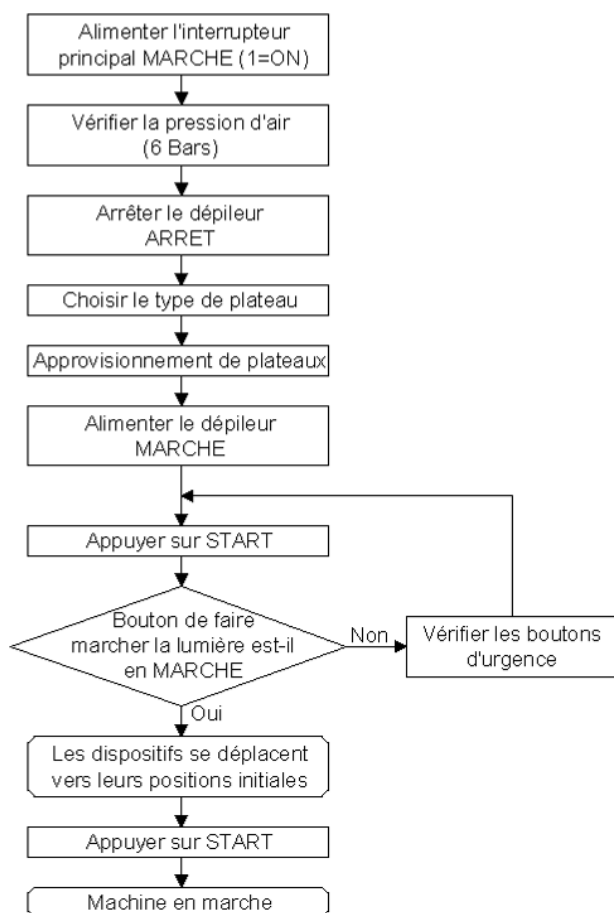 Alimenter l'interrupteur
principal MARCHE (1=ON)
Vérifier la pression d'air
(6 Bars)
Arrêter le dépileur
ARRET
Choisir le type de plateau
Approvisionnement de plateaux
Alimenter le dépileur
MARCHE
Appuyer sur START
Bouton de faire
marcher la lumière est-il
en MARCHE
Non
Vérifier les boutons
d'urgence
Oui
Les dispositifs se déplacent
vers leurs positions initiales
Appuyer sur START
Machine en marche